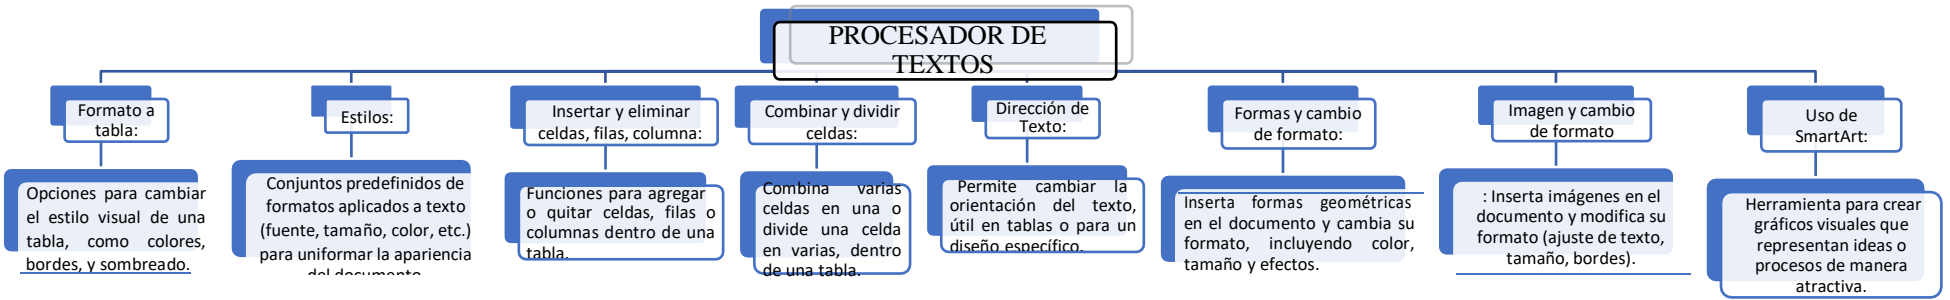 PROCESADOR DE
TEXTOS
Formato a
tabla:
Opciones para cambiar
el estilo visual de una
tabla, como colores,
bordes, y sombreado.
Estilos:
Conjuntos predefinidos de
formatos aplicados a texto
(fuente, tamaño, color, etc.)
para uniformar la apariencia
del documento
Insertar y eliminar
celdas, filas, columna:
Funciones para agregar
o quitar celdas, filas o
columnas dentro de una
tabla.
Combinar y dividir
celdas:
Combina varias
celdas en una o
divide una celda
en varias, dentro
de una tabla.
Dirección de
Texto:
Permite cambiar la
orientación del texto,
útil en tablas o para un
diseño específico.
Formas y cambio
de formato:
Inserta formas geométricas
en el documento y cambia su
formato, incluyendo color,
tamaño y efectos.
Imagen y cambio
de formato
: Inserta imágenes en el
documento y modifica su
formato (ajuste de texto,
tamaño, bordes).
Uso de
SmartArt:
Herramienta para crear
gráficos visuales que
representan ideas o
procesos de manera
atractiva.